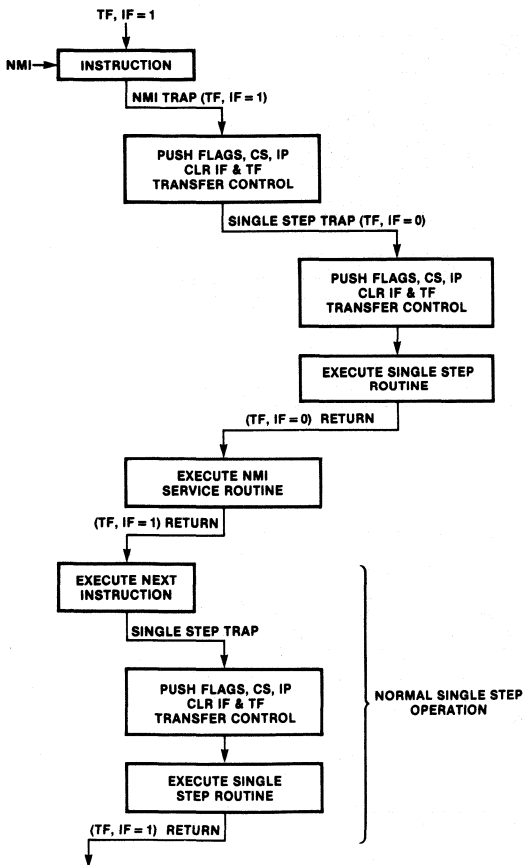 TF, IF = 1
NMI
INSTRUCTION
NMI TRAP (TF, IF = 1)
PUSH FLAGS, CS, IP
CLR IF & TF
TRANSFER CONTROL
SINGLE STEP TRAP (TF, IF = 0)
PUSH FLAGS, CS, IP
CLR IF & TF
TRANSFER CONTROL
EXECUTE SINGLE STEP
ROUTINE
(TF, IF = 0) RETURN
EXECUTE NMI
SERVICE ROUTINE
(TF, IF = 1) RETURN
EXECUTE NEXT
INSTRUCTION
SINGLE STEP TRAP
PUSH FLAGS, CS, IP
CLR IF & TF
TRANSFER CONTROL
NORMAL SINGLE STEP
OPERATION
EXECUTE SINGLE
STEP ROUTINE
(TF, IF = 1) RETURN